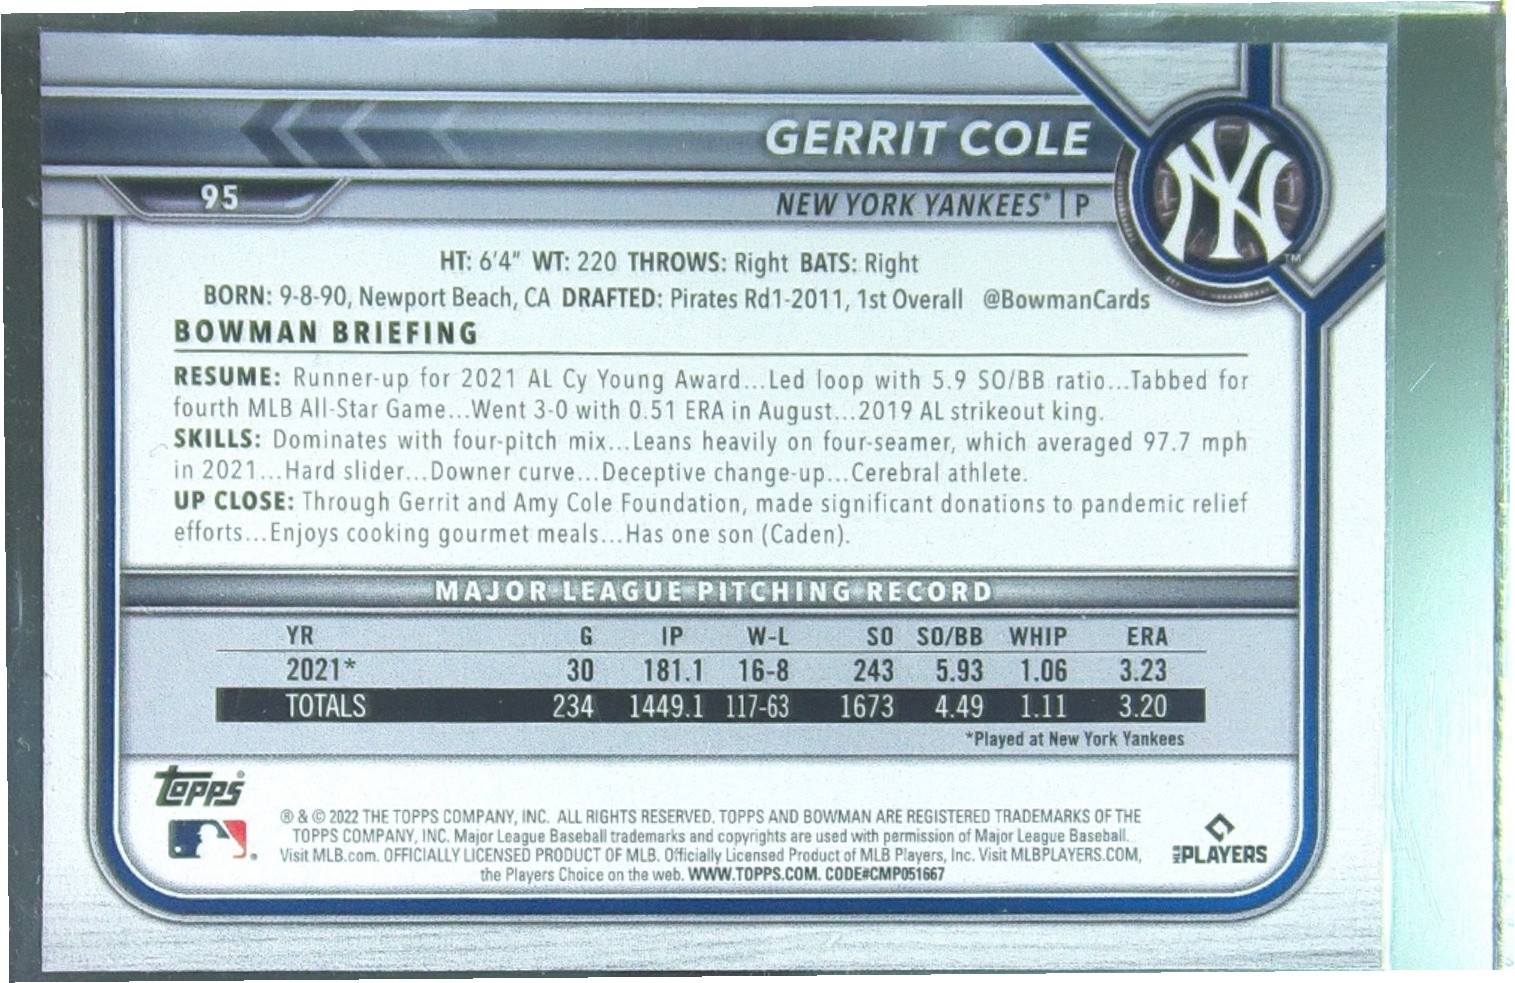 GERRIT COLE
95
NEW YORK YANKEES® | P
NY
TM
HT: 6'4" WT: 220 THROWS: Right BATS: Right
BORN: 9-8-90, Newport Beach, CA DRAFTED: Pirates Rd1-2011, 1st Overall @BowmanCards
BOWMAN BRIEFING
RESUME: Runner-up for 2021 AL Cy Young Award...Led loop with 5.9 SO/BB ratio...Tabbed for
fourth MLB All-Star Game...Went 3-0 with 0.51 ERA in August...2019 AL strikeout king.
SKILLS: Dominates with four-pitch mix...Leans heavily on four-seamer, which averaged 97.7 mph
in 2021...Hard slider...Downer curve...Deceptive change-up...Cerebral athlete.
UP CLOSE: Through Gerrit and Amy Cole Foundation, made significant donations to pandemic relief
efforts...Enjoys cooking gourmet meals...Has one son (Caden).
MAJOR LEAGUE PITCHING RECORD
YR G IP W-L SO SO/BB WHIP ERA
2021* 30 181.1 16-8 243 5.93 1.06 3.23
TOTALS 234 1449.1 117-63 1673 4.49 1.11 3.20
*Played at New York Yankees
Topps®
® & © 2022 THE TOPPS COMPANY, INC. ALL RIGHTS RESERVED. TOPPS AND BOWMAN ARE REGISTERED TRADEMARKS OF THE
TOPPS COMPANY, INC. Major League Baseball trademarks and copyrights are used with permission of Major League Baseball.
Visit MLB.com. OFFICIALLY LICENSED PRODUCT OF MLB. Officially Licensed Product of MLB Players, Inc. Visit MLBPLAYERS.COM,
the Players Choice on the web. WWW.TOPPS.COM. CODE#CMP051667
MLB PLAYERS